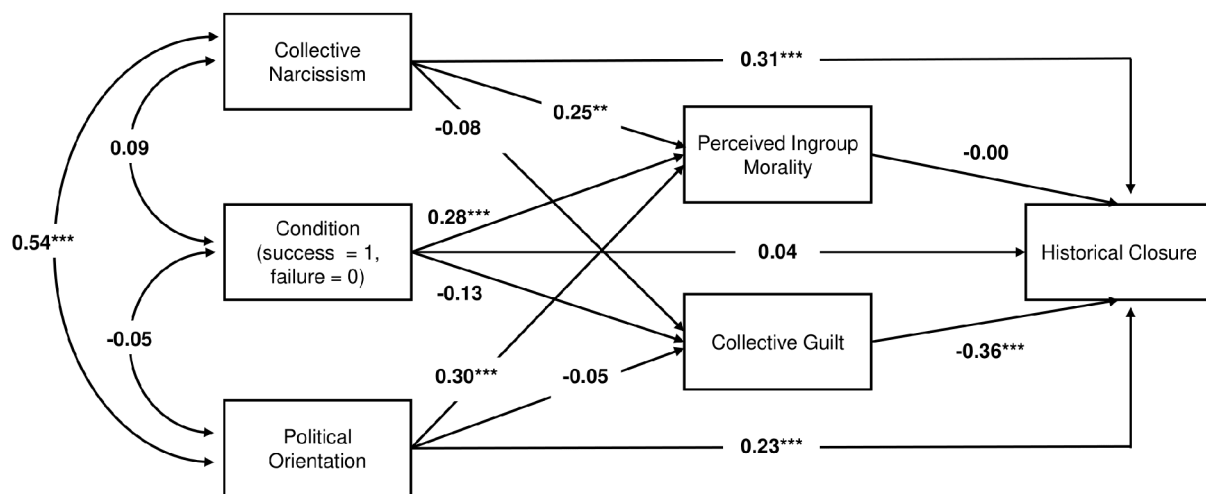 Collective
Narcissism
0.31***
0.25**
-0.08
Perceived Ingroup
Morality
-0.00
0.09
Condition
(success = 1,
failure = 0)
0.28***
0.54***
0.04
Historical Closure
-0.13
-0.05
Collective Guilt
-0.36***
0.30***
-0.05
Political
Orientation
0.23***